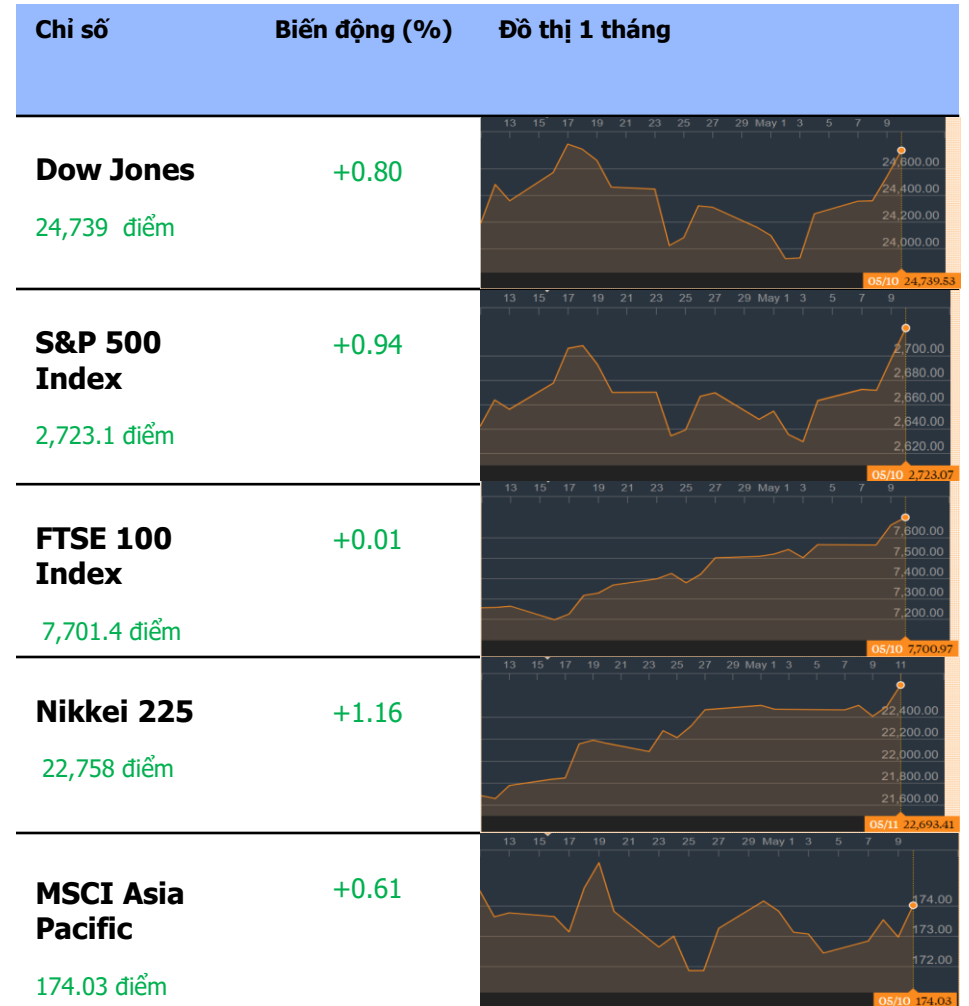 Chỉ số Biến động (%) Đồ thị 1 tháng
13 15 17 19 21 23 25 27 29 May 1 3 5 7 9
Dow Jones
+0.80
24,739 điểm
24,600.00
24,400.00
24,200.00
24,000.00
05/10 24,739.53
13 15 17 19 21 23 25 27 29 May 1 3 5 7 9
S&P 500
Index
+0.94
2,723.1 điểm
2,700.00
2,680.00
2,660.00
2,640.00
2,620.00
05/10 2,723.07
13 15 17 19 21 23 25 27 29 May 1 3 5 7 9
FTSE 100
Index
+0.01
7,701.4 điểm
7,600.00
7,500.00
7,400.00
7,300.00
7,200.00
05/10 7,700.97
13 15 17 19 21 23 25 27 29 May 1 3 5 7 9 11
Nikkei 225
+1.16
22,758 điểm
22,400.00
22,200.00
22,000.00
21,800.00
21,600.00
05/11 22,693.41
13 15 17 19 21 23 25 27 29 May 1 3 5 7 9
MSCI Asia
Pacific
+0.61
174.03 điểm
174.00
173.00
172.00
05/10 174.03